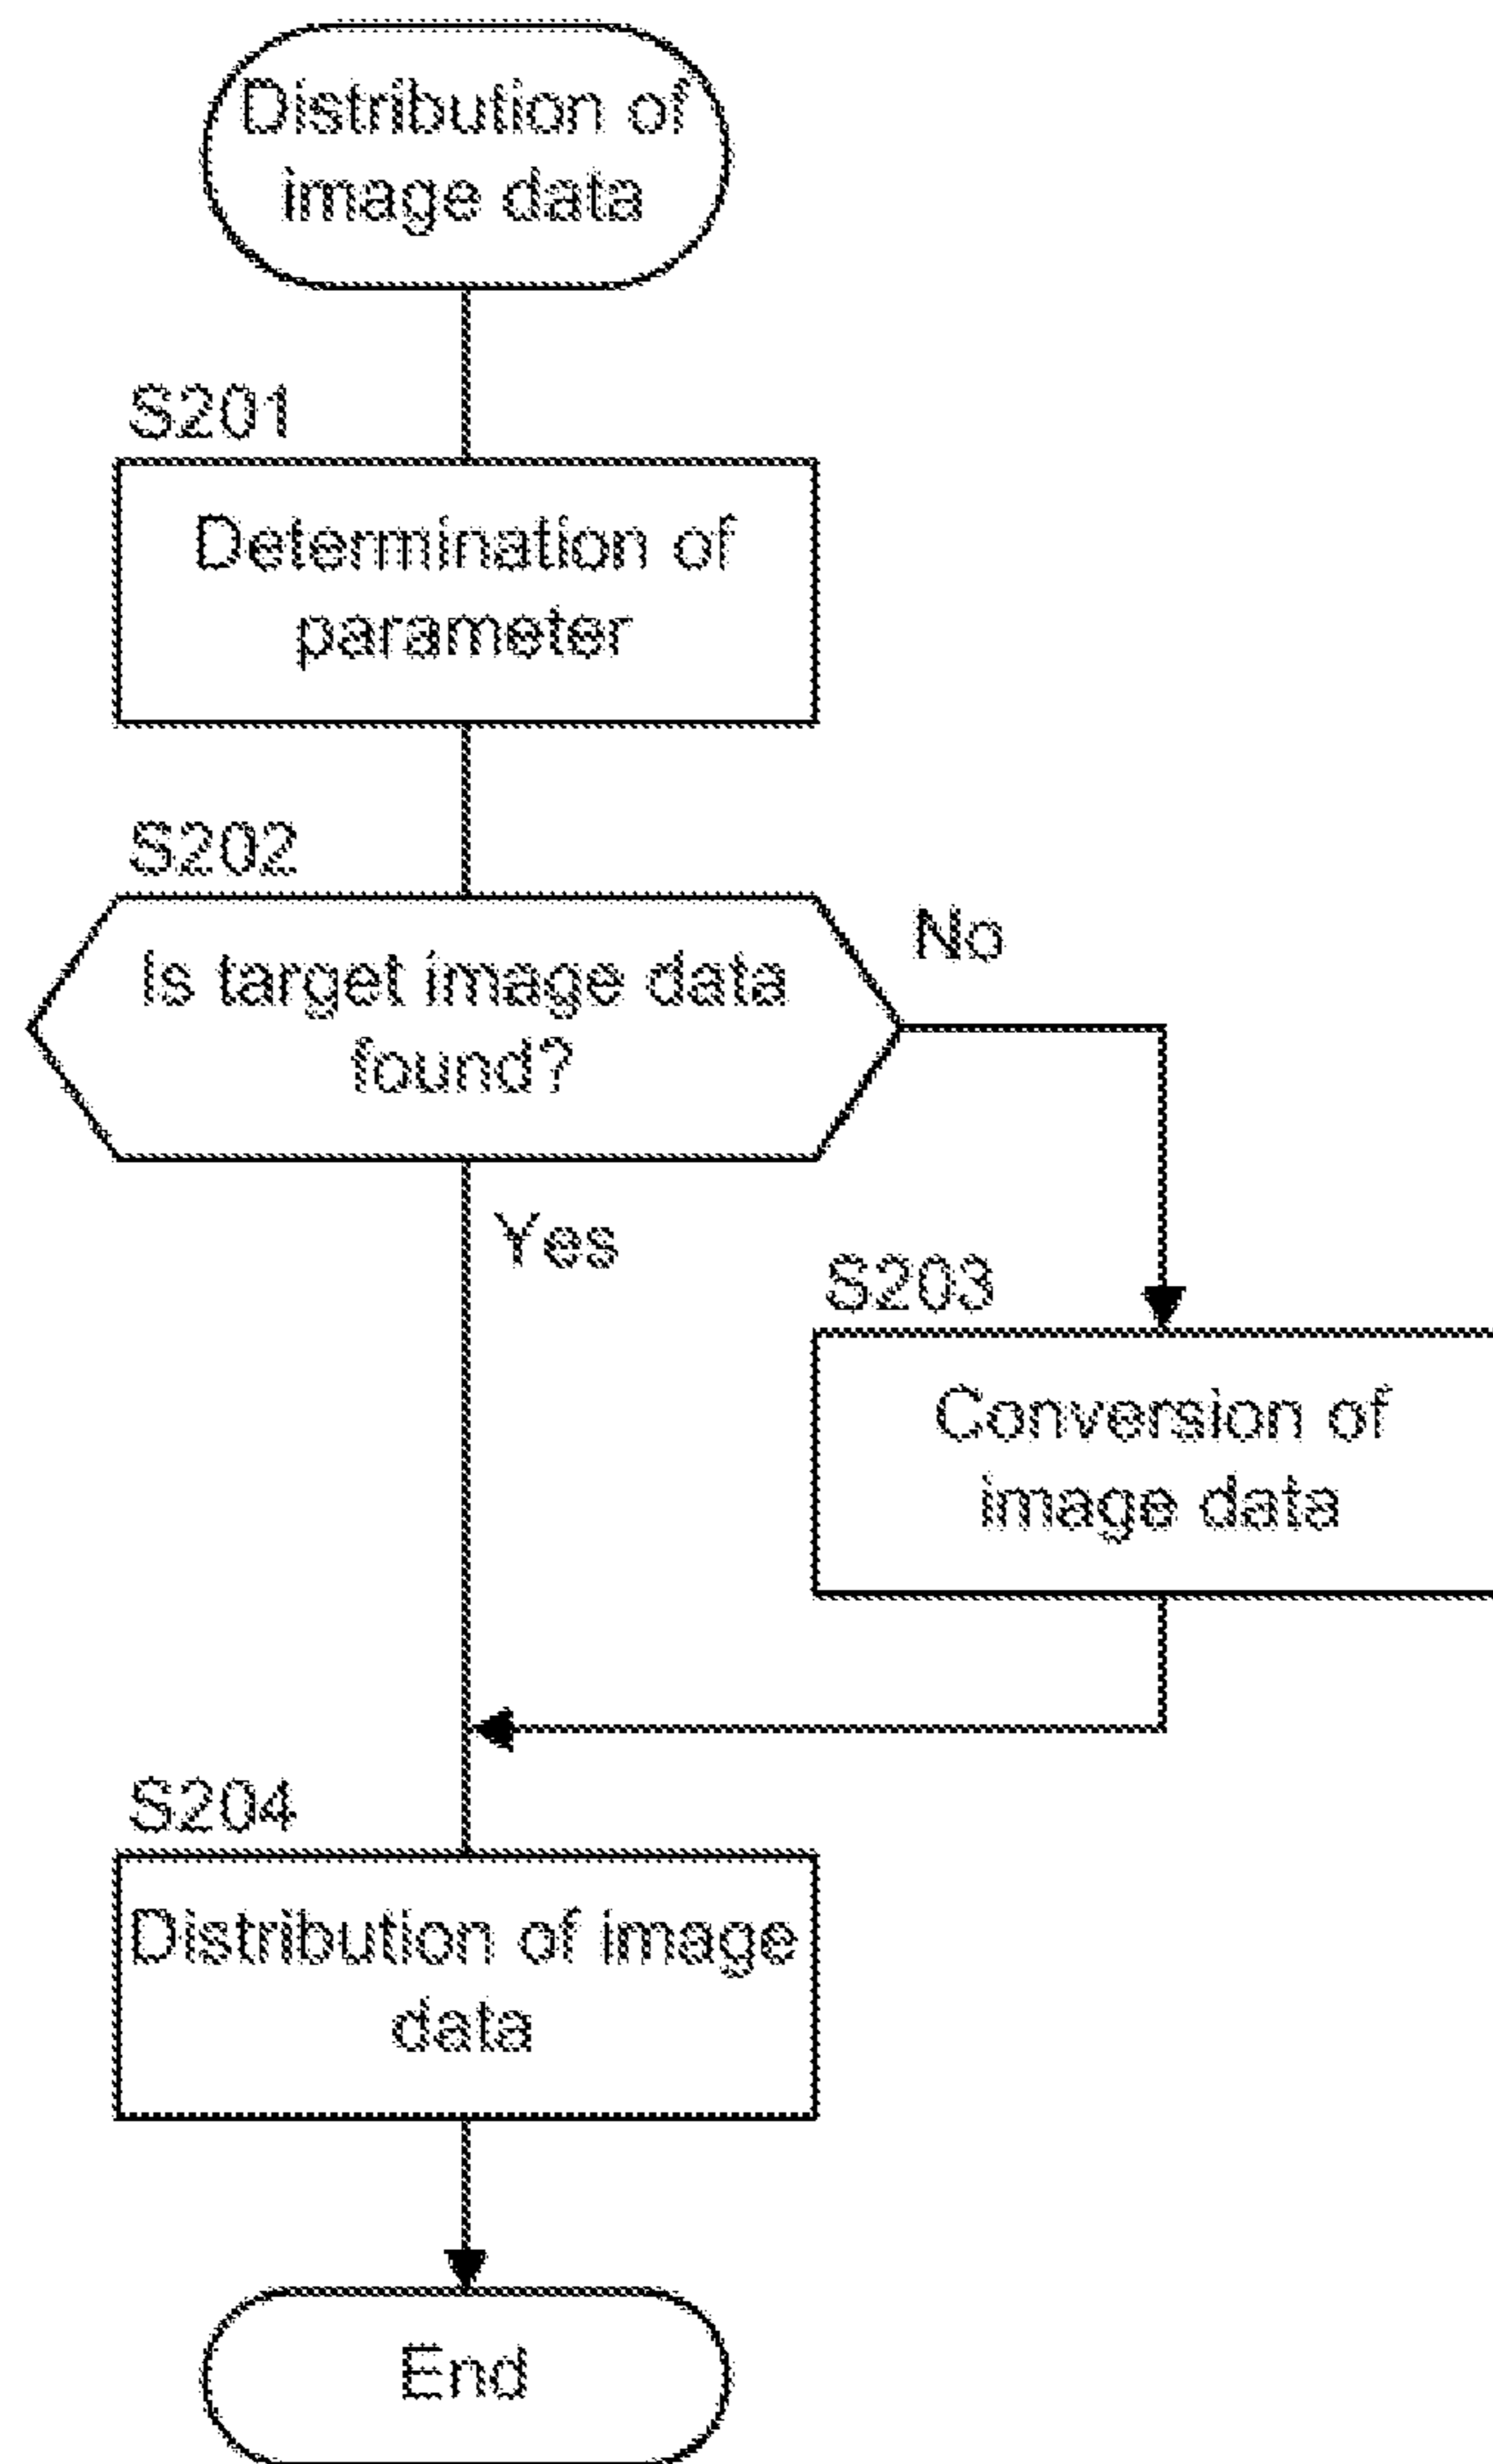 Distribution of
image data
S201
Determination of
parameter
S202
Is target image data
found?
No
Yes
S203
Conversion of
image data
S204
Distribution of image
data
End